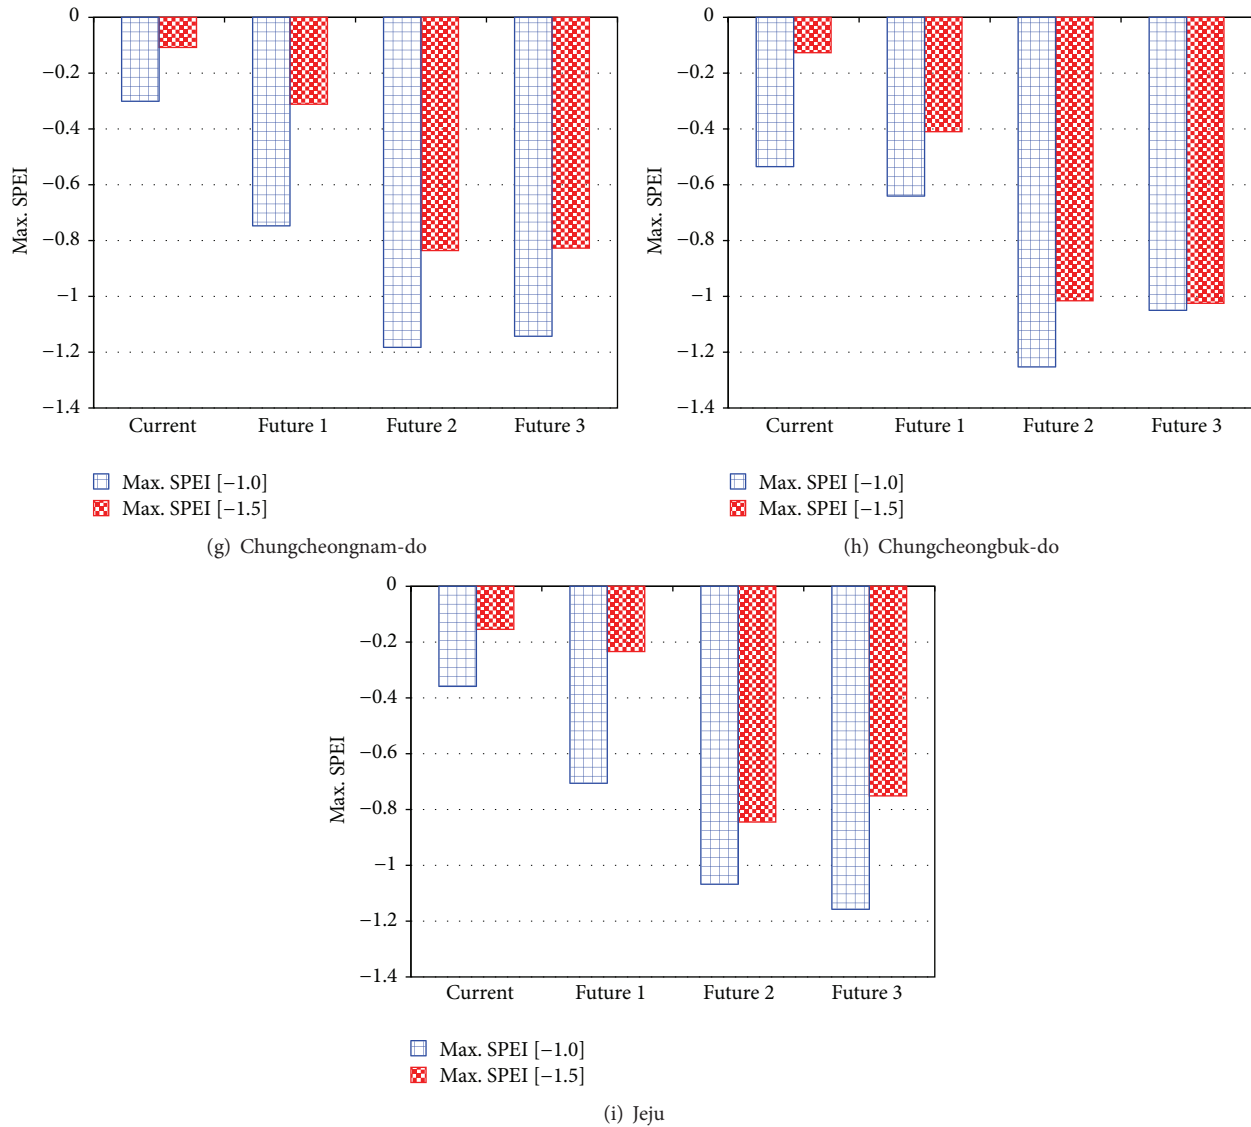 0
−0.2
−0.4
−0.6
−0.8
−1
−1.2
−1.4
Max. SPEI
Current Future 1 Future 2 Future 3
Max. SPEI [−1.0]
Max. SPEI [−1.5]
(g) Chungcheongnam-do
0
−0.2
−0.4
−0.6
−0.8
−1
−1.2
−1.4
Max. SPEI
Current Future 1 Future 2 Future 3
Max. SPEI [−1.0]
Max. SPEI [−1.5]
(h) Chungcheongbuk-do
0
−0.2
−0.4
−0.6
−0.8
−1
−1.2
−1.4
Max. SPEI
Current Future 1 Future 2 Future 3
Max. SPEI [−1.0]
Max. SPEI [−1.5]
(i) Jeju